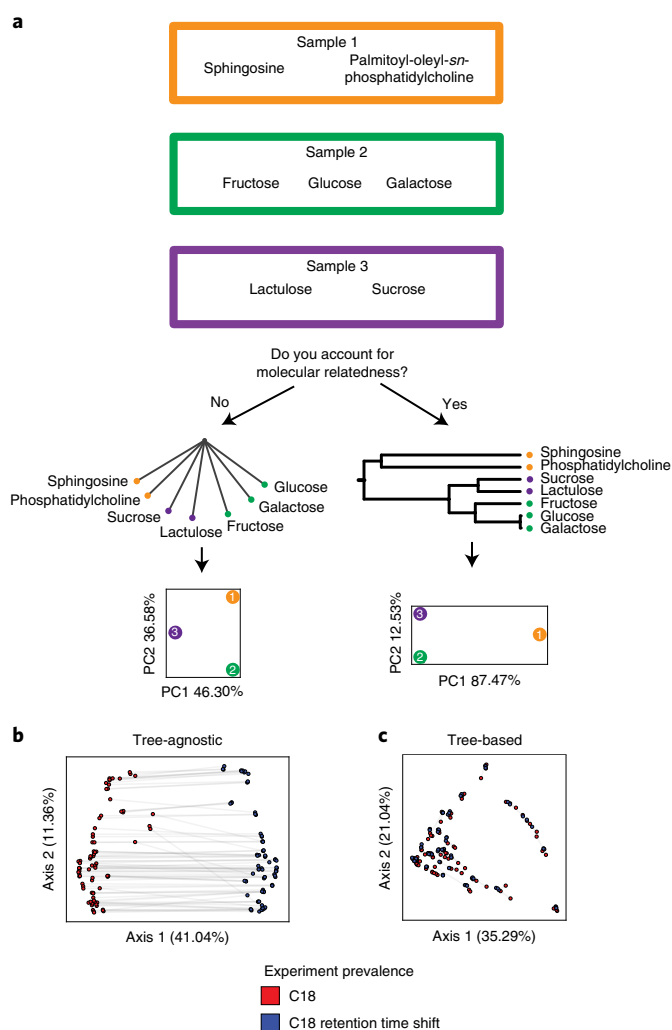 a
Sample 1
Sphingosine
Palmitoyl-oleyl-sn-
phosphatidylcholine
Sample 2
Fructose Glucose Galactose
Sample 3
Lactulose Sucrose
Do you account for
molecular relatedness?
No
Yes
Sphingosine
Phosphatidylcholine
Sucrose
Lactulose
Fructose
Galactose
Glucose
Sphingosine
Phosphatidylcholine
Sucrose
Lactulose
Fructose
Glucose
Galactose
PC2 36.58%
1
3
2
PC1 46.30%
PC2 12.53%
3
1
2
PC1 87.47%
b
Tree-agnostic
Axis 2 (11.36%)
Axis 1 (41.04%)
c
Tree-based
Axis 2 (21.04%)
Axis 1 (35.29%)
Experiment prevalence
C18
C18 retention time shift